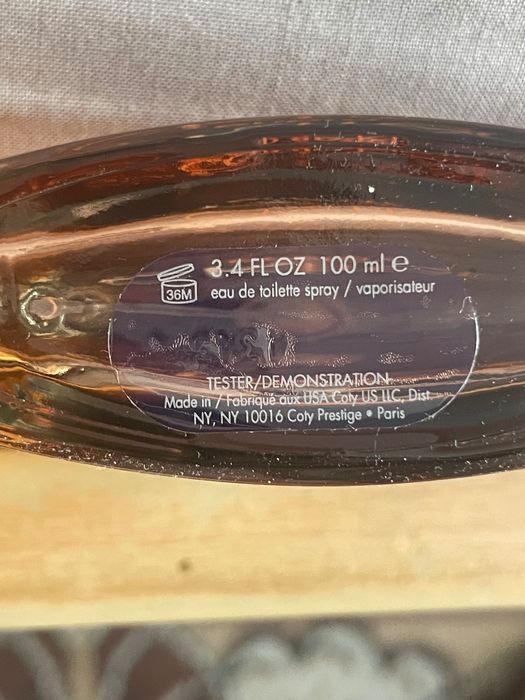 36M
3.4 FL OZ 100 ml e
eau de toilette spray / vaporisateur
TESTER/DEMONSTRATION
Made in / Fabriqué aux USA Coty US LLC, Dist.
NY, NY 10016 Coty Prestige • Paris